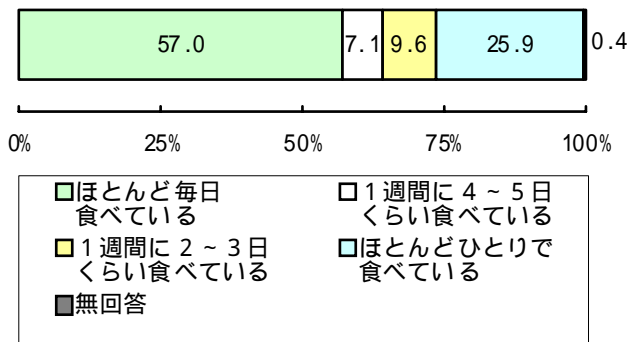 57.0 7.1 9.6 25.9 0.4
0% 25% 50% 75% 100%
ほとんど毎日
食べている
1週間に4~5日
くらい食べている
1週間に2~3日
くらい食べている
ほとんどひとりで
食べている
無回答